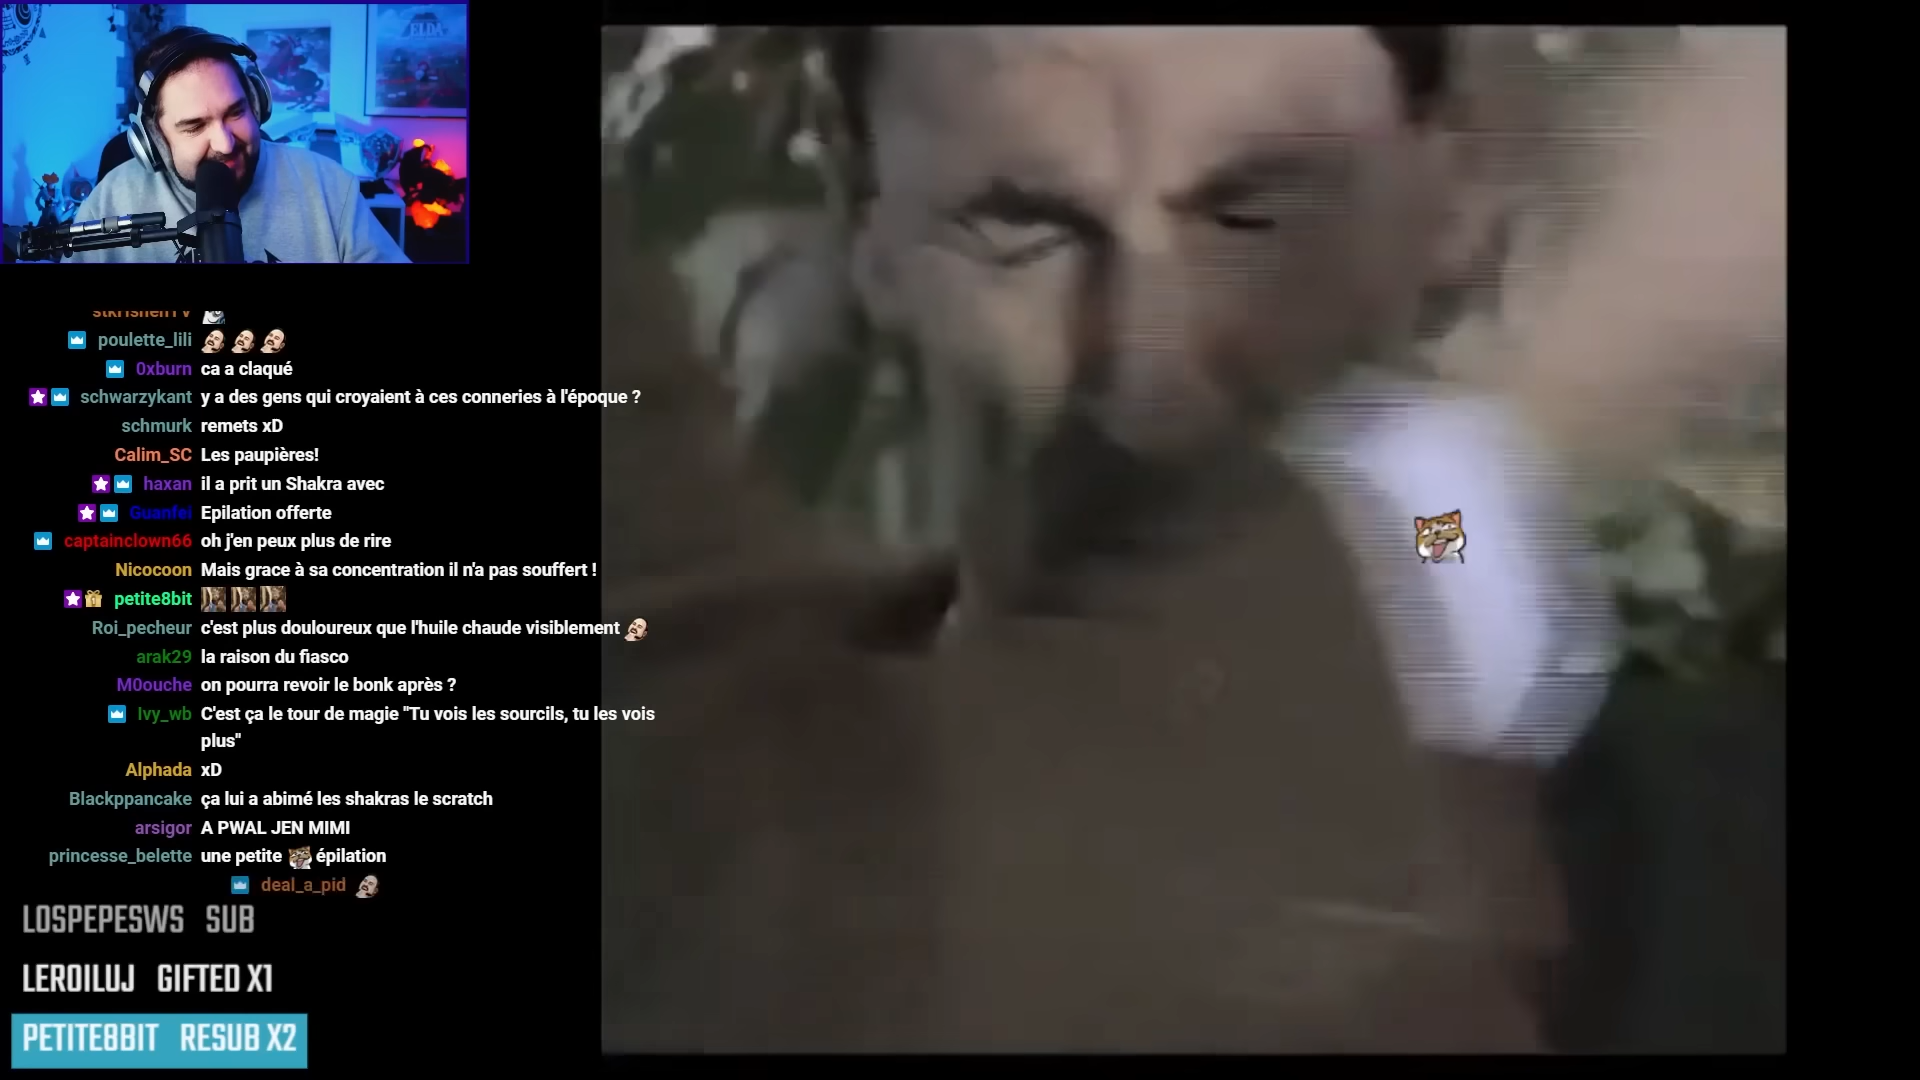 ELDA
poulette_lili
0xburn ca a claqué
schwarzykant y a des gens qui croyaient à ces conneries à l'époque ?
schmurk remets xD
Calim_SC Les paupières!
haxan il a prit un Shakra avec
Guanfei Epilation offerte
captainclown66 oh j'en peux plus de rire
Nicocoon Mais grace à sa concentration il n'a pas souffert !
petite8bit
Roi_pecheur c'est plus douloureux que l'huile chaude visiblement
arak29 la raison du fiasco
M0ouche on pourra revoir le bonk après ?
Ivy_wb C'est ça le tour de magie "Tu vois les sourcils, tu les vois
plus"
Alphada xD
Blackppancake ça lui a abimé les shakras le scratch
arsigor A PWAL JEN MIMI
princesse_belette une petite épilation
deal_a_pid
LOSPEPESWS SUB
LEROILUJ GIFTED X1
PETITE8BIT RESUB X2